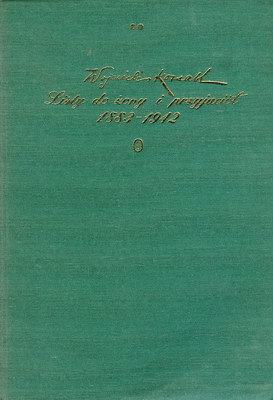 Wojciech Kossak
Listy do żony i przyjaciół
1883-1942